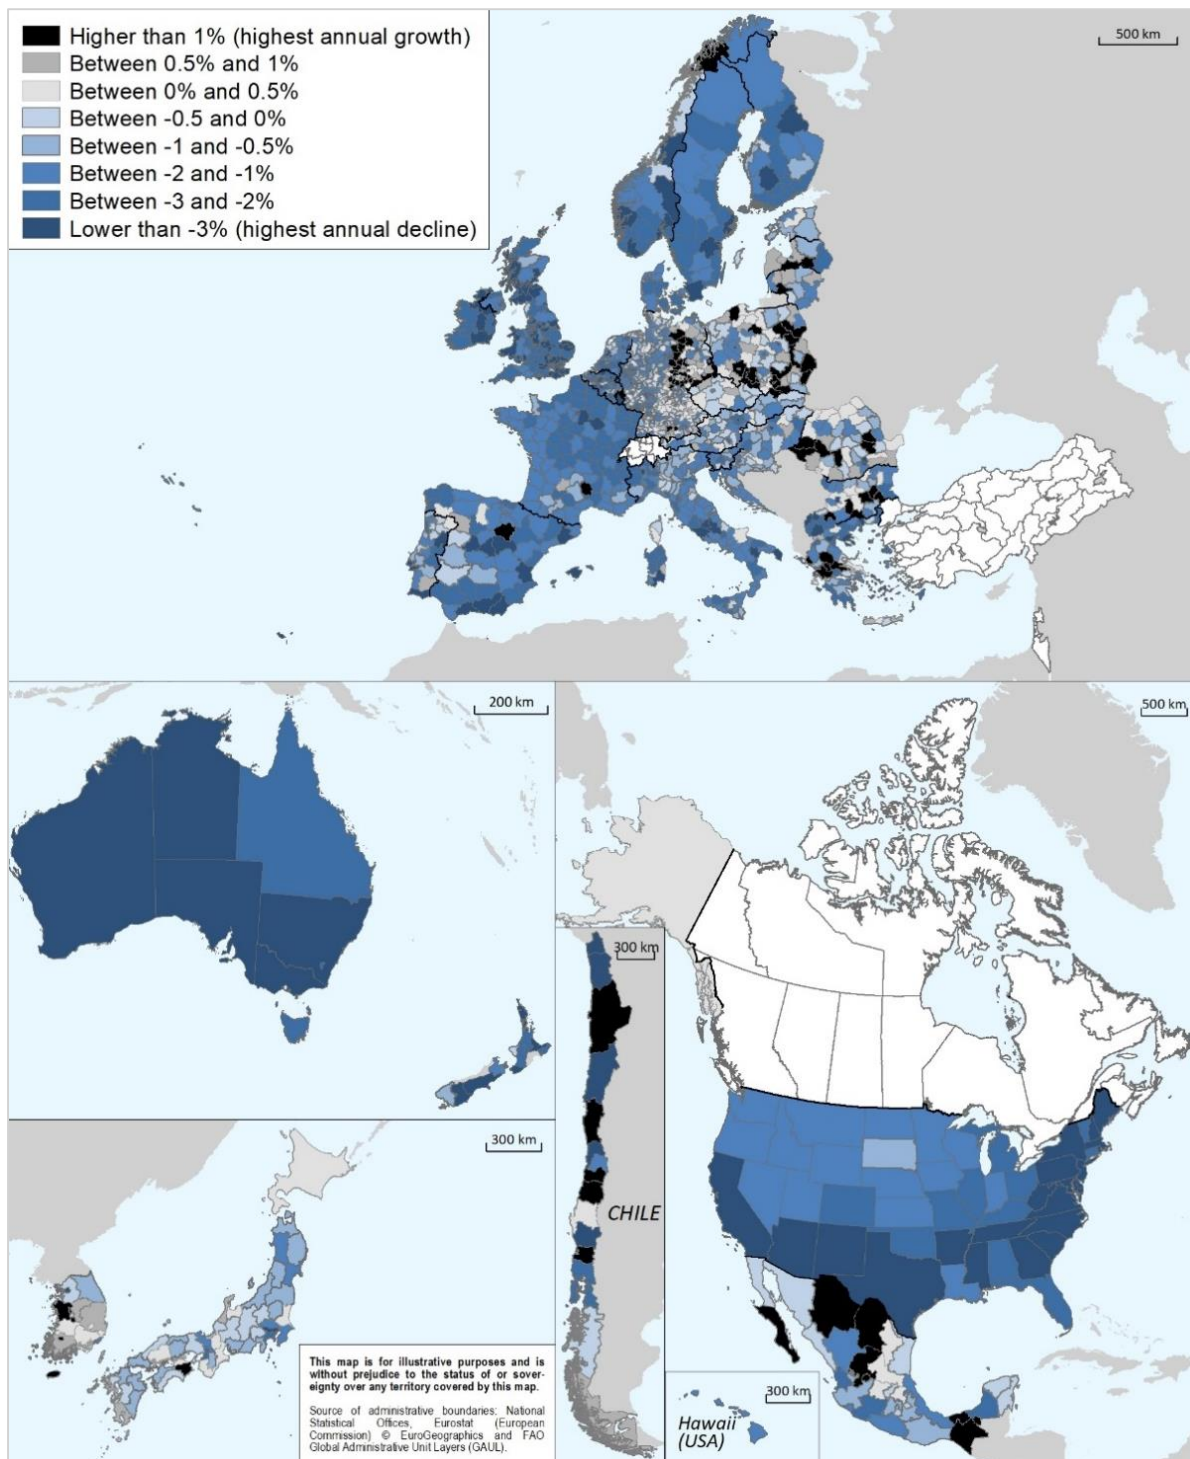 Higher than 1% (highest annual growth)
Between 0.5% and 1%
Between 0% and 0.5%
Between -0.5 and 0%
Between -1 and -0.5%
Between -2 and -1%
Between -3 and -2%
Lower than -3% (highest annual decline)
500 km
200 km
500 km
300 km
CHILE
300 km
This map is for illustrative purposes and is
without prejudice to the status of or sover-
eignty over any territory covered by this map.
Source of administrative boundaries: National
Statistical Offices, Eurostat (European
Commission) © EuroGeographics and FAO
Global Administrative Unit Layers (GAUL).
300 km
Hawaii
(USA)